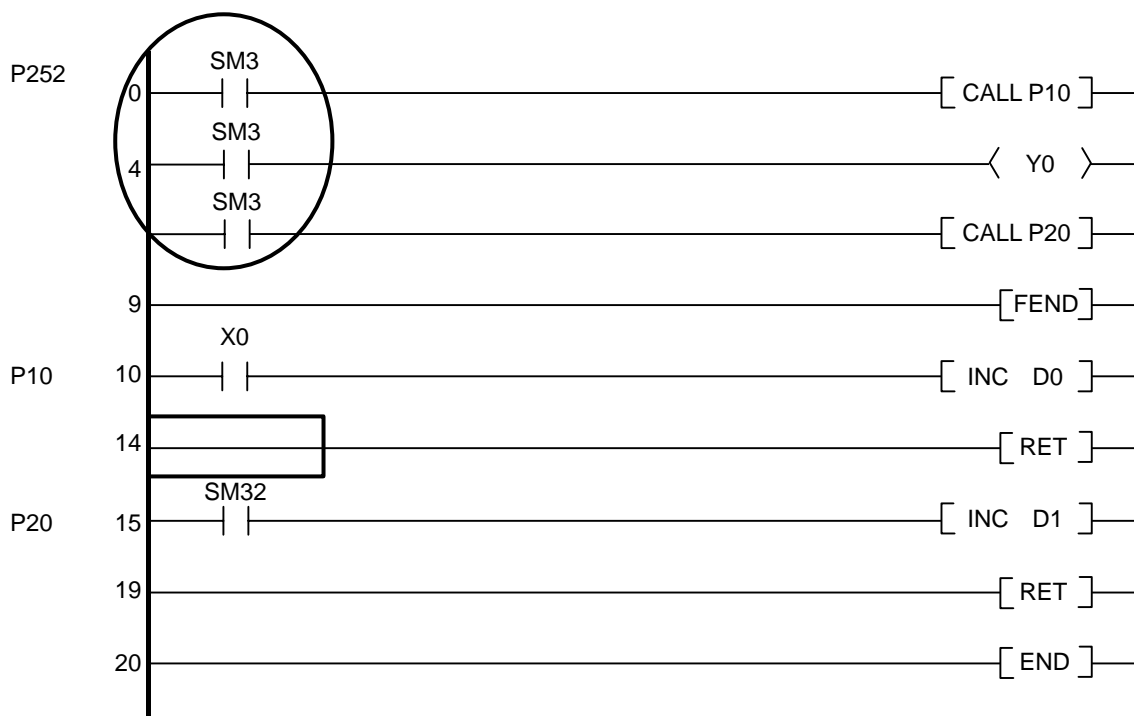 SM3
P252 0 CALL P10
SM3
4 Y0
SM3
CALL P20
9 FEND
X0
P10 10 INC D0
14 RET
SM32
P20 15 INC D1
19 RET
20 END